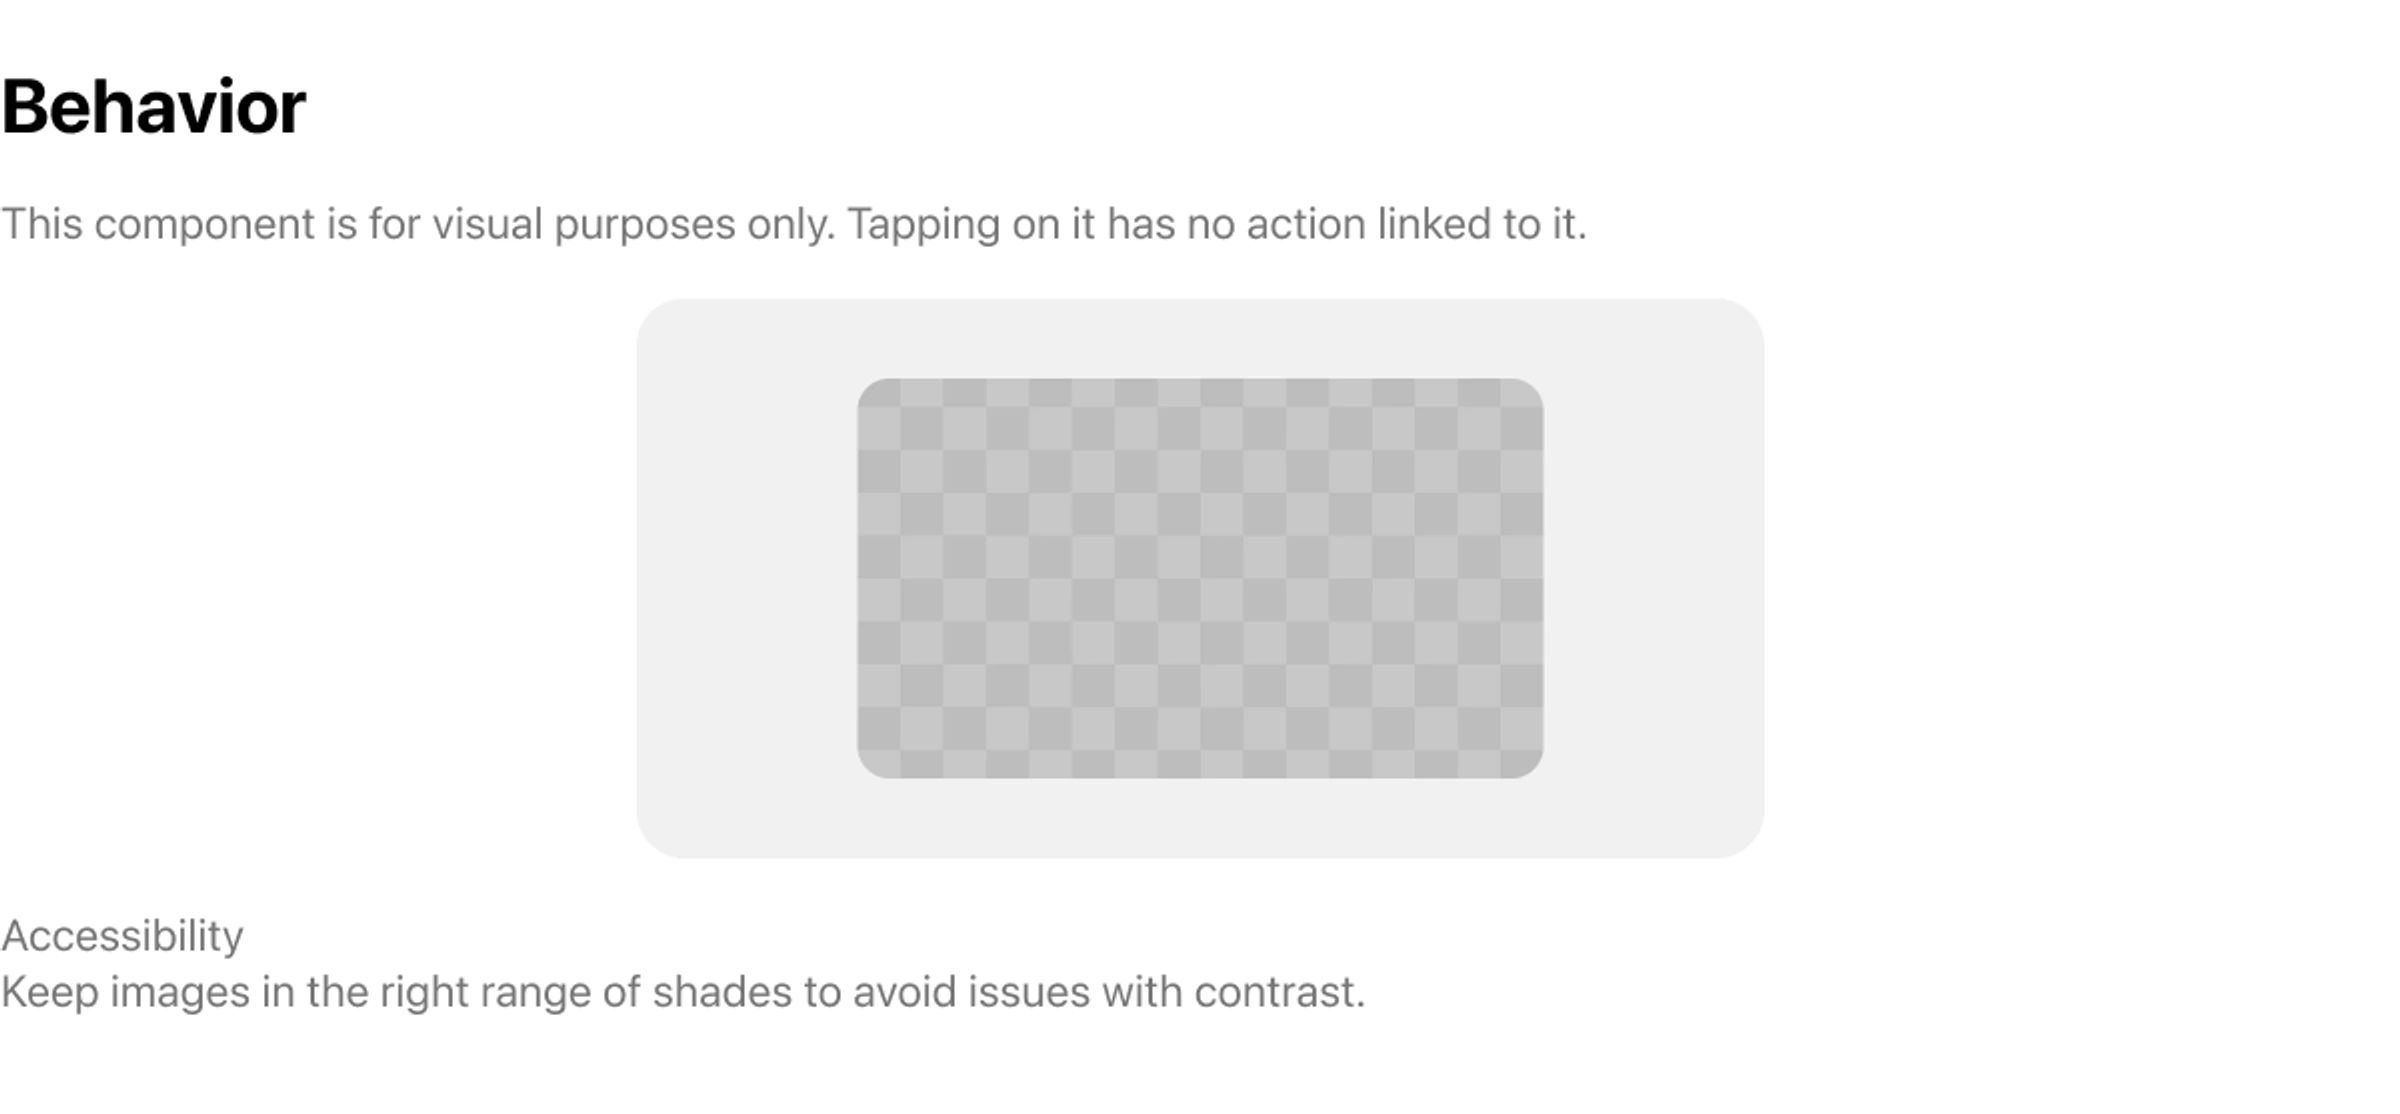 Behavior
This component is for visual purposes only. Tapping on it has no action linked to it.
Accessibility
Keep images in the right range of shades to avoid issues with contrast.